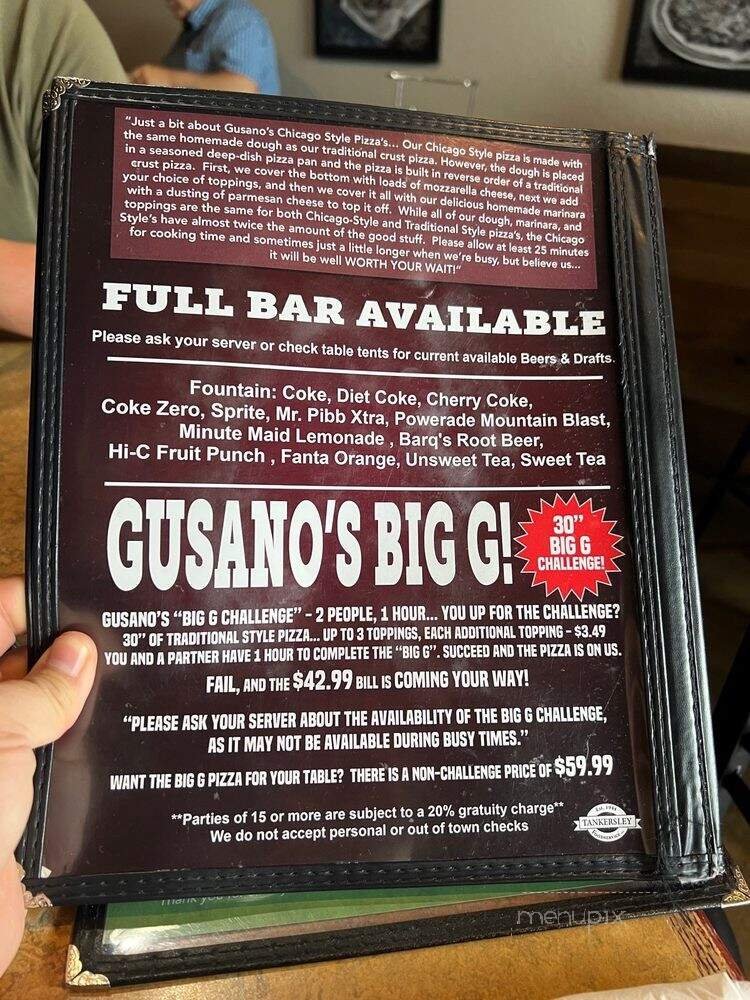 "Just a bit about Gusano's Chicago Style Pizza's... Our Chicago Style pizza is made with
the same homemade dough as our traditional crust pizza. However, the dough is placed
in a seasoned deep-dish pizza pan and the pizza is built in reverse order of a traditional
crust pizza. First, we cover the bottom with loads of mozzarella cheese, next we add
your choice of toppings, and then we cover it all with our delicious homemade marinara
with a dusting of parmesan cheese to top it off. While all of our dough, marinara, and
toppings are the same for both Chicago-Style and Traditional Style pizza's, the Chicago
Style's have almost twice the amount of the good stuff. Please allow at least 25 minutes
for cooking time and sometimes just a little longer when we're busy, but believe us...
it will be well WORTH YOUR WAIT!"
FULL BAR AVAILABLE
Please ask your server or check table tents for current available Beers & Drafts.
Fountain: Coke, Diet Coke, Cherry Coke,
Coke Zero, Sprite, Mr. Pibb Xtra, Powerade Mountain Blast,
Minute Maid Lemonade , Barq's Root Beer,
Hi-C Fruit Punch , Fanta Orange, Unsweet Tea, Sweet Tea
GUSANO'S BIG G!
30"
BIG G
CHALLENGE!
GUSANO'S "BIG G CHALLENGE" - 2 PEOPLE, 1 HOUR... YOU UP FOR THE CHALLENGE?
30" OF TRADITIONAL STYLE PIZZA... UP TO 3 TOPPINGS, EACH ADDITIONAL TOPPING - $3.49
YOU AND A PARTNER HAVE 1 HOUR TO COMPLETE THE "BIG G". SUCCEED AND THE PIZZA IS ON US.
FAIL, AND THE $42.99 BILL IS COMING YOUR WAY!
"PLEASE ASK YOUR SERVER ABOUT THE AVAILABILITY OF THE BIG G CHALLENGE,
AS IT MAY NOT BE AVAILABLE DURING BUSY TIMES."
WANT THE BIG G PIZZA FOR YOUR TABLE? THERE IS A NON-CHALLENGE PRICE OF $59.99
**Parties of 15 or more are subject to a 20% gratuity charge**
We do not accept personal or out of town checks
TANKERSLEY
FOODSERVICE
Thank you
menupix